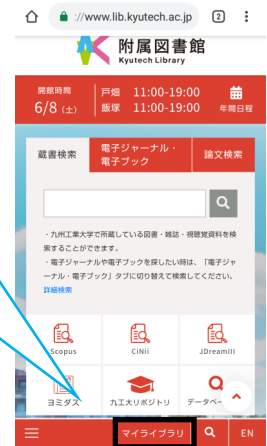 ://www.lib.kyutech.ac.jp 2
附属図書館
Kyutech Library
開館時間
6/8 (土)
戸畑 11:00-19:00
飯塚 11:00-19:00
年間日程
蔵書検索
電子ジャーナル・
電子ブック
論文検索
・九州工業大学で所蔵している図書・雑誌・視聴覚資料を検
索することができます。
・電子ジャーナルや電子ブックを探したい時は、「電子ジャ
ーナル・電子ブック」タブに切り替えて検索してください。
詳細検索
Scopus
CiNii
JDreamIII
ヨミダス
九工大リポジトリ
データベー
マイライブラリ
EN